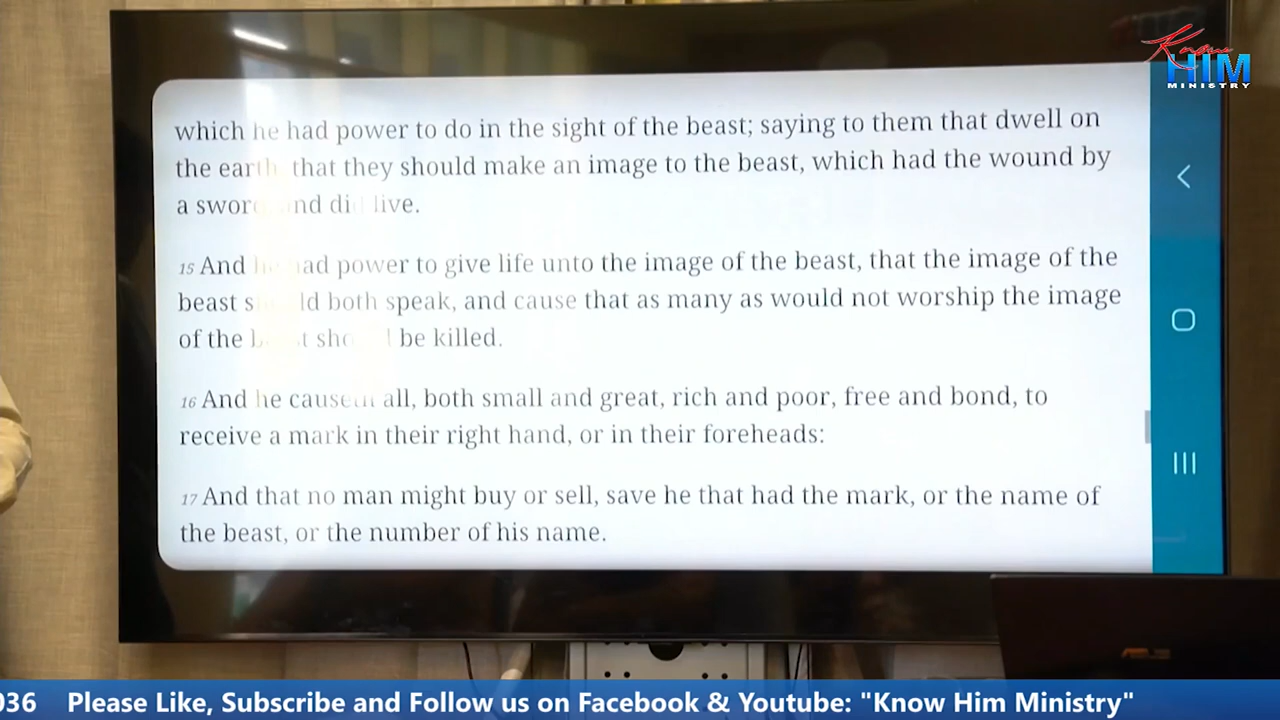 Know
HIM
MINISTRY
which he had power to do in the sight of the beast; saying to them that dwell on
the earth that they should make an image to the beast, which had the wound by
a sword and did live.
15 And he had power to give life unto the image of the beast, that the image of the
beast should both speak, and cause that as many as would not worship the image
of the beast should be killed.
16 And he causeth all, both small and great, rich and poor, free and bond, to
receive a mark in their right hand, or in their foreheads:
17 And that no man might buy or sell, save he that had the mark, or the name of
the beast, or the number of his name.
ASUS
036 Please Like, Subscribe and Follow us on Facebook & Youtube: "Know Him Ministry"